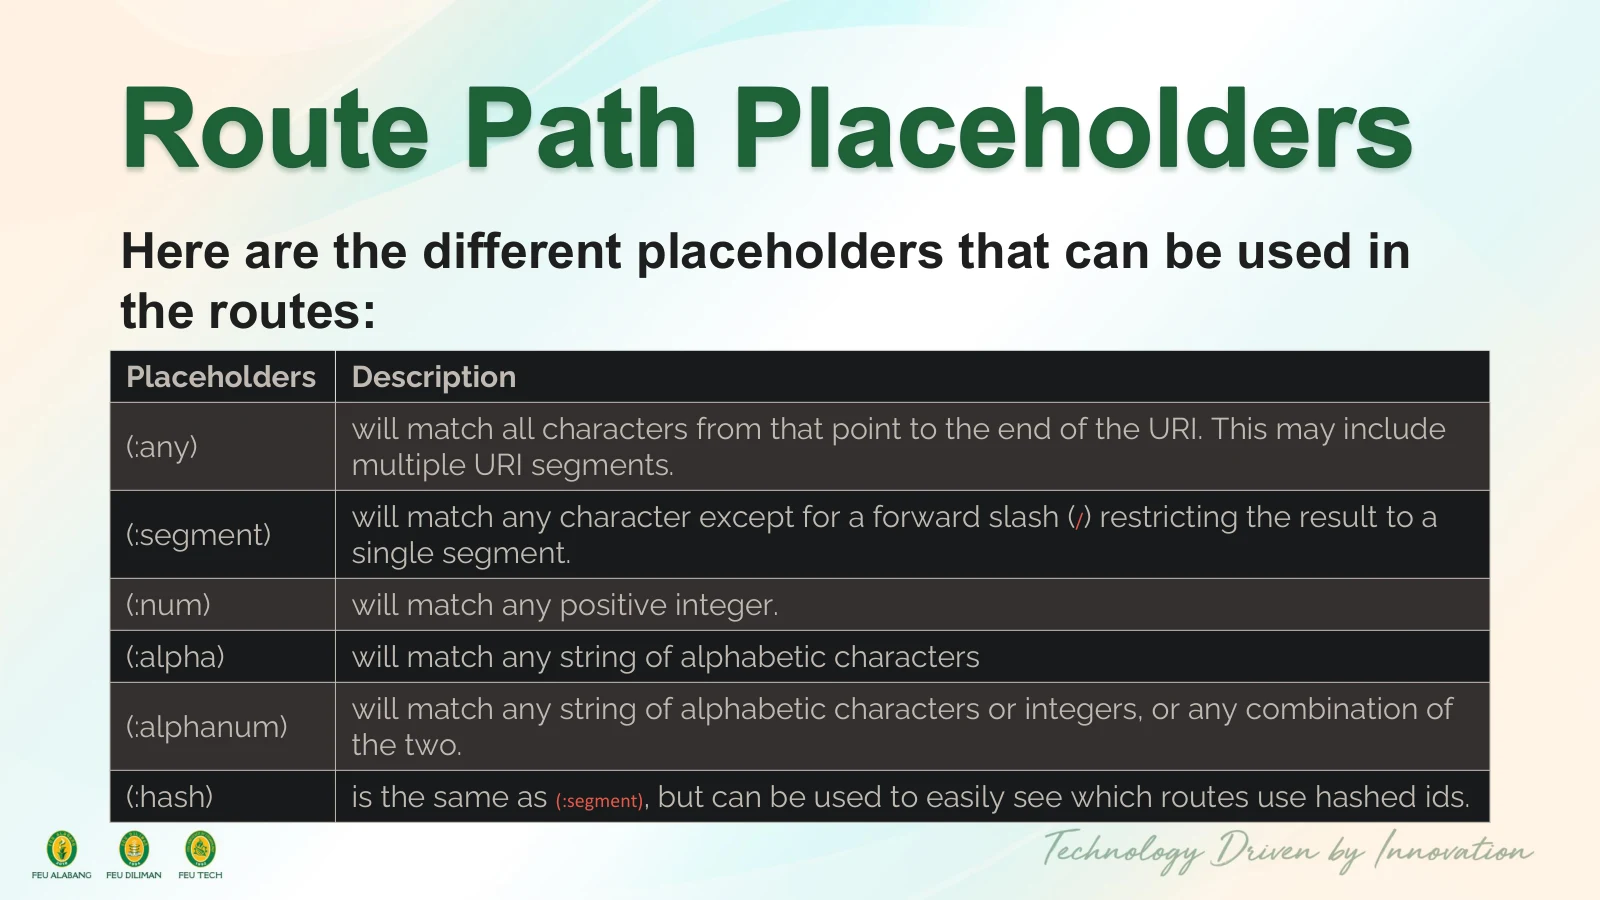 Route Path Placeholders
Here are the different placeholders that can be used in
the routes:
Placeholders Description
(:any) will match all characters from that point to the end of the URI. This may include
multiple URI segments.
(:segment) will match any character except for a forward slash (/) restricting the result to a
single segment.
(:num) will match any positive integer.
(:alpha) will match any string of alphabetic characters
(:alphanum) will match any string of alphabetic characters or integers, or any combination of
the two.
(:hash) is the same as (:segment), but can be used to easily see which routes use hashed ids.
FEU ALABANG FEU DILIMAN FEU TECH
Technology Driven by Innovation